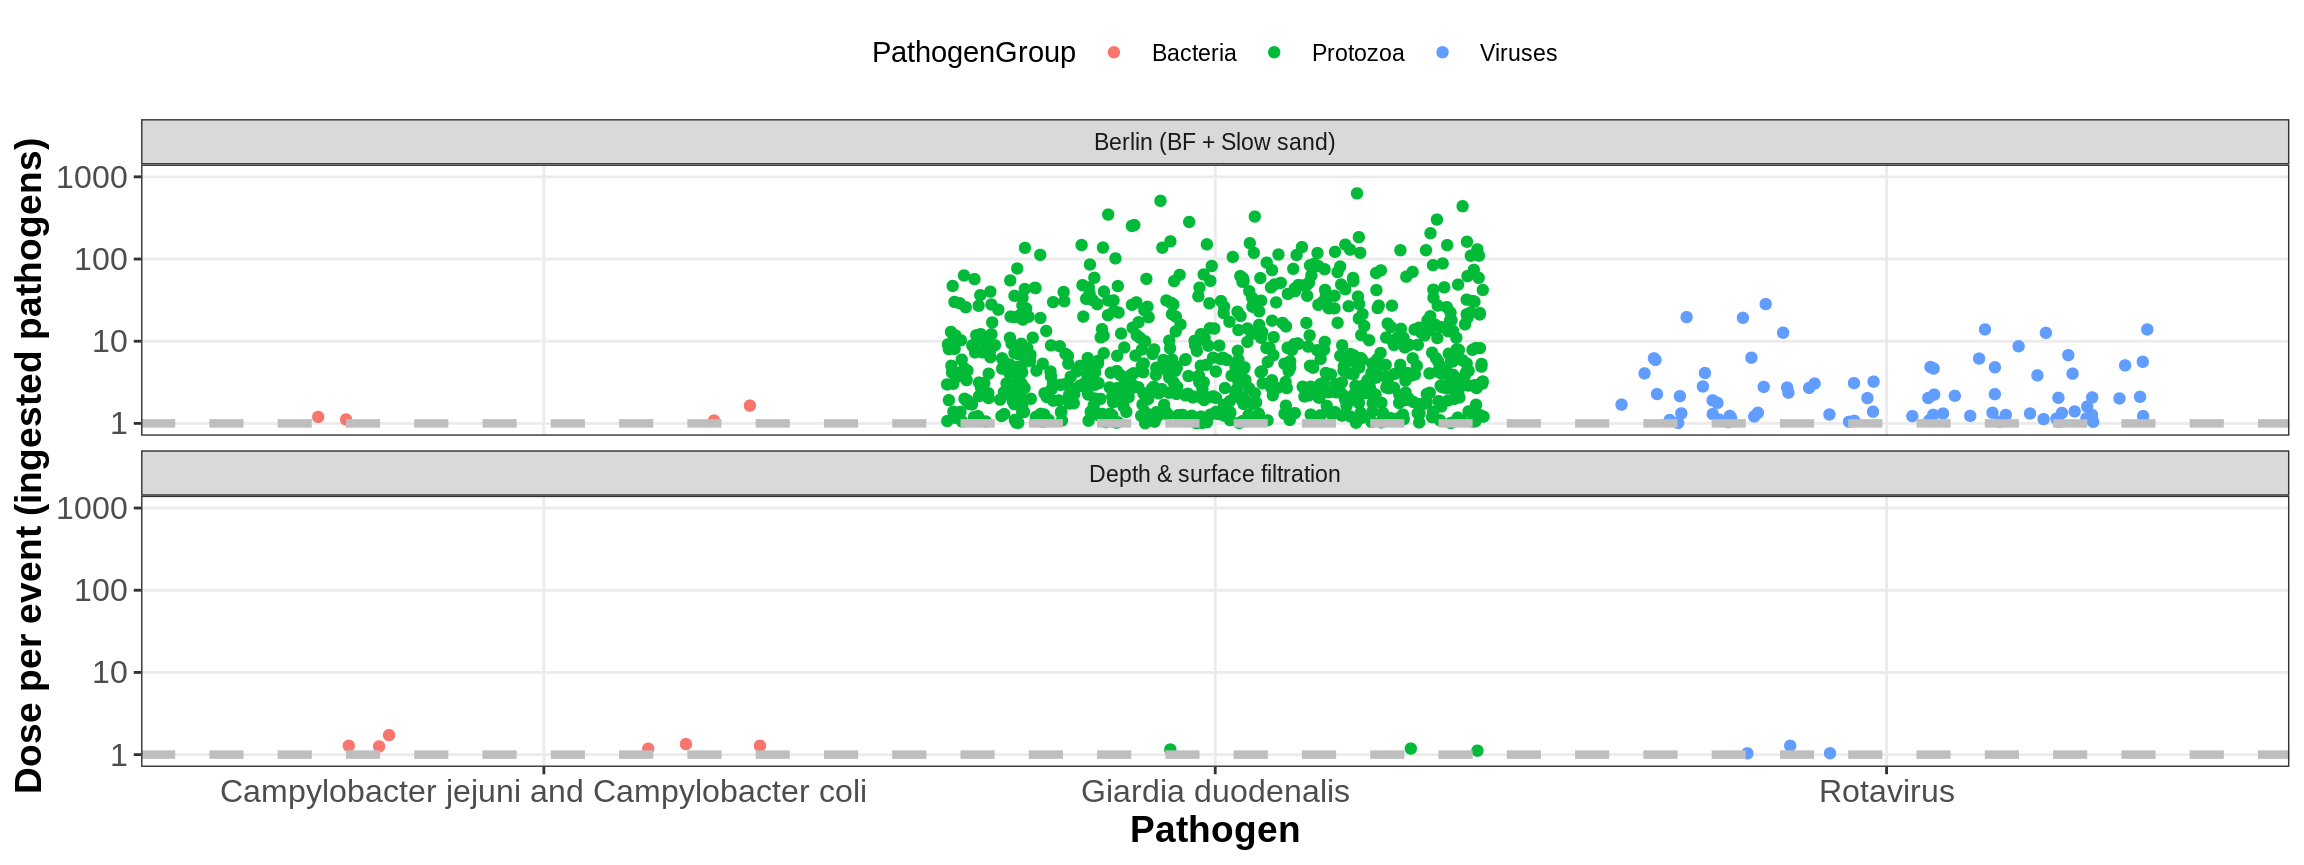 PathogenGroup Bacteria Protozoa Viruses
Dose per event (ingested pathogens)
Berlin (BF + Slow sand)
1000
100
10
1
Depth & surface filtration
1000
100
10
1
Campylobacter jejuni and Campylobacter coli Giardia duodenalis Rotavirus
Pathogen